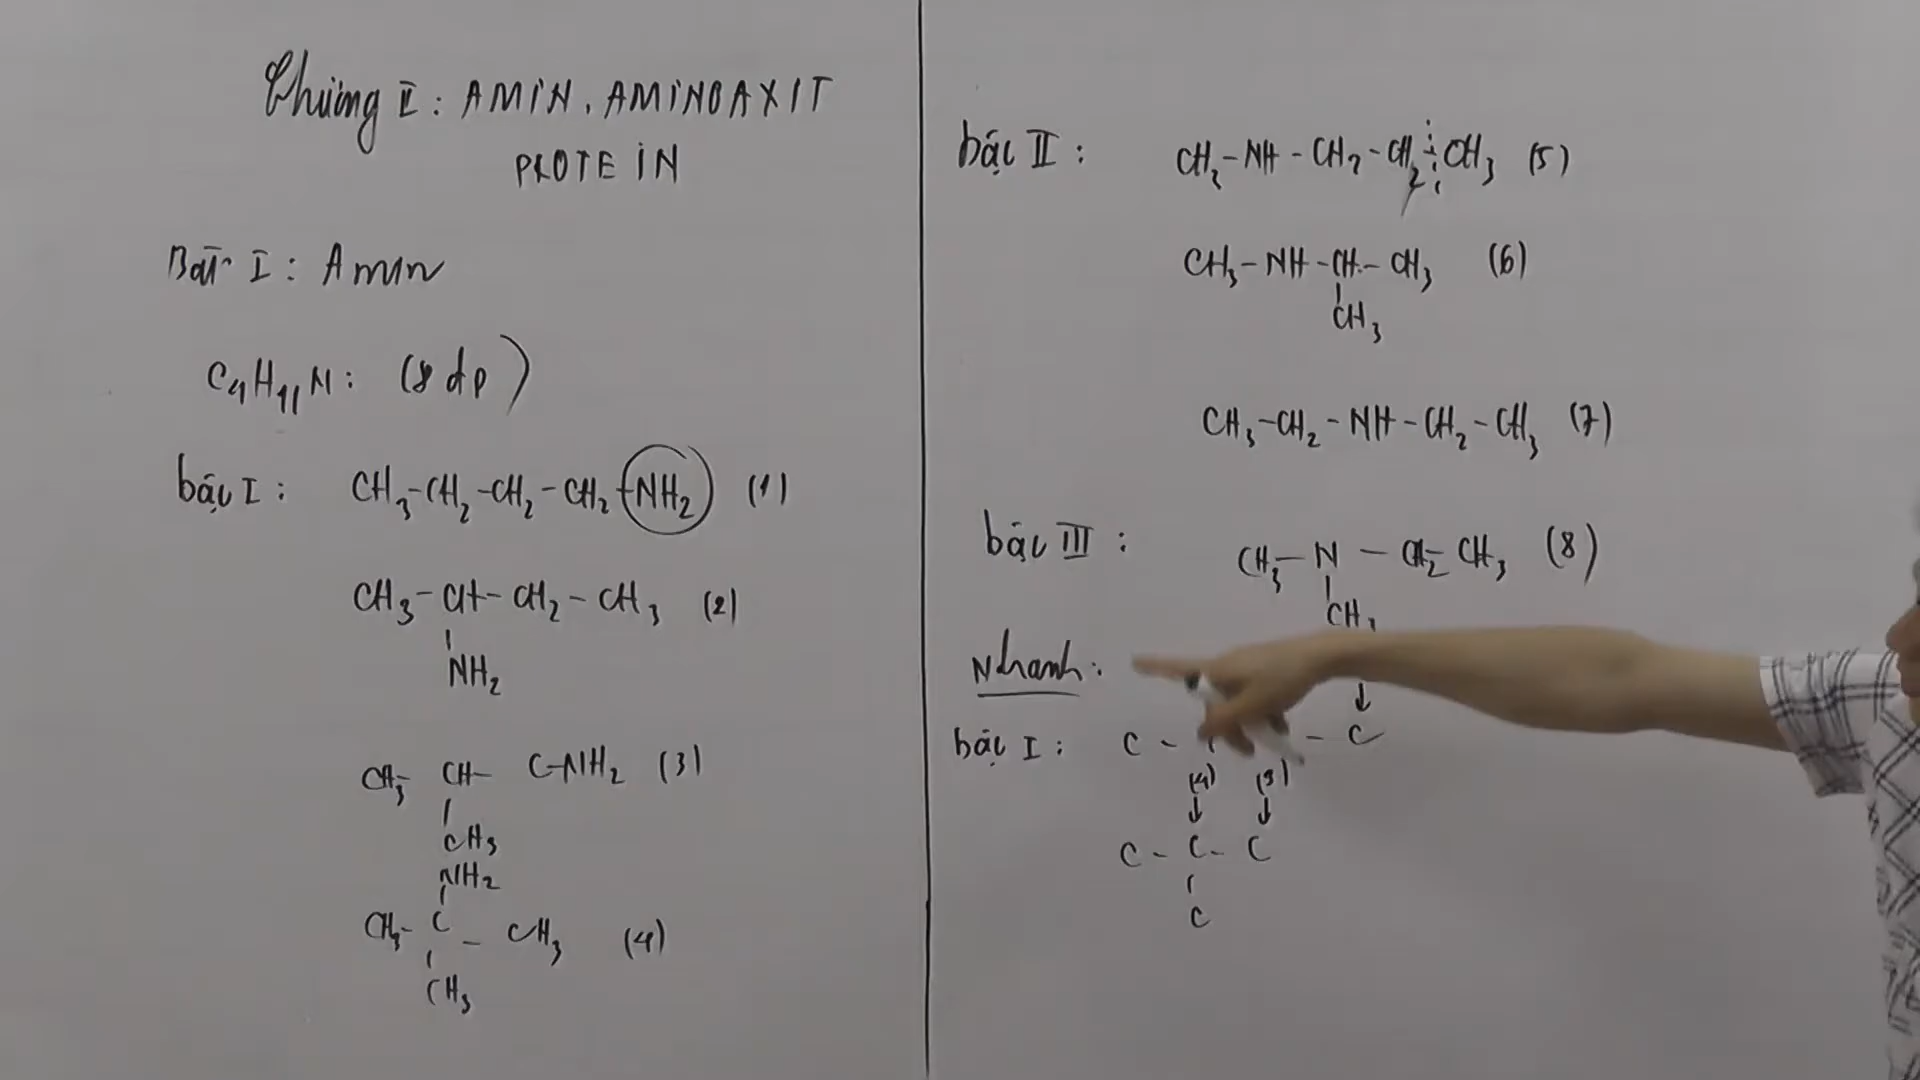 Chương II: AMIN, AMINOAXIT
PROTEIN
Bài I: Amin
C4H11N: (8 đp)
bậc I: CH3-CH2-CH2-CH2-NH2 (1)
CH3-CH-CH2-CH3 (2)
NH2
CH3- CH- C-NH2 (3)
CH3
NH2
CH3- C - CH3 (4)
CH3
bậc II: CH3-NH-CH2-CH2-CH3 (5)
CH3-NH-CH-CH3 (6)
CH3
CH3-CH2-NH-CH2-CH3 (7)
bậc III: CH3-N-CH2-CH3 (8)
CH3
Nhanh:
bậc I: C - - C
(4) (3)
C - C - C
C